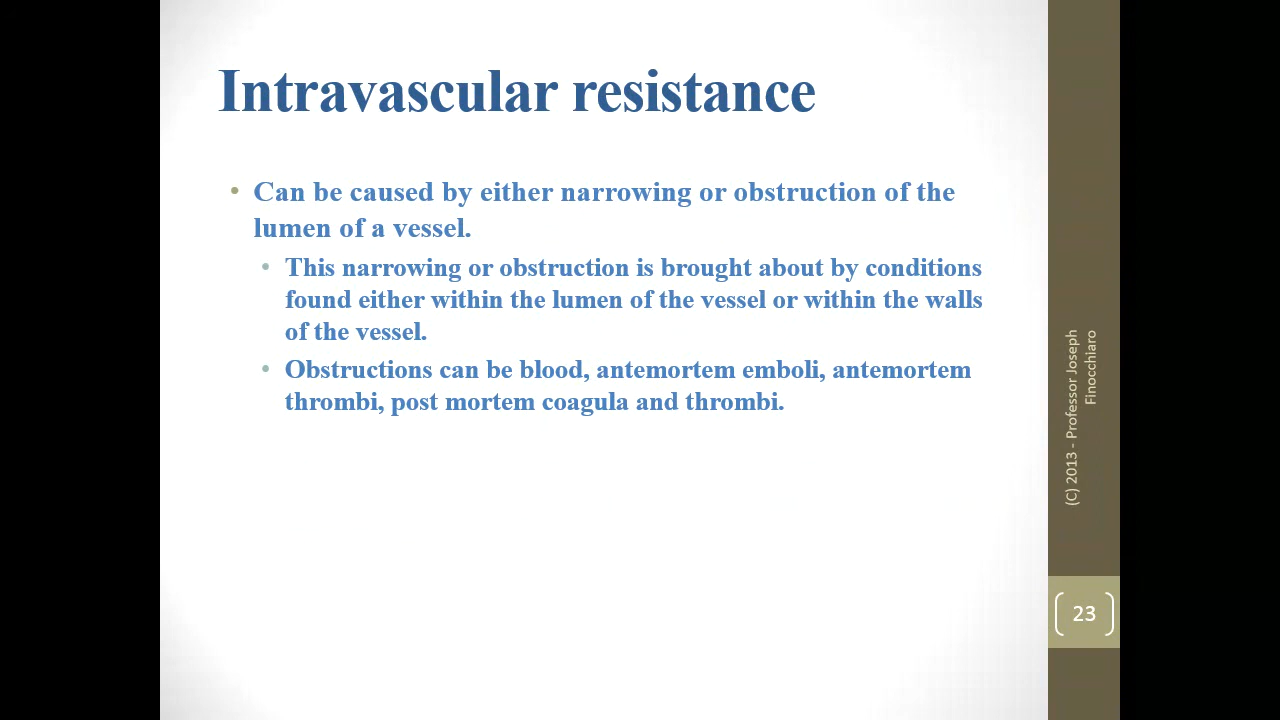 Intravascular resistance
• Can be caused by either narrowing or obstruction of the
lumen of a vessel.
• This narrowing or obstruction is brought about by conditions
found either within the lumen of the vessel or within the walls
of the vessel.
• Obstructions can be blood, antemortem emboli, antemortem
thrombi, post mortem coagula and thrombi.
(C) 2013 - Professor Joseph
Finocchiaro
23